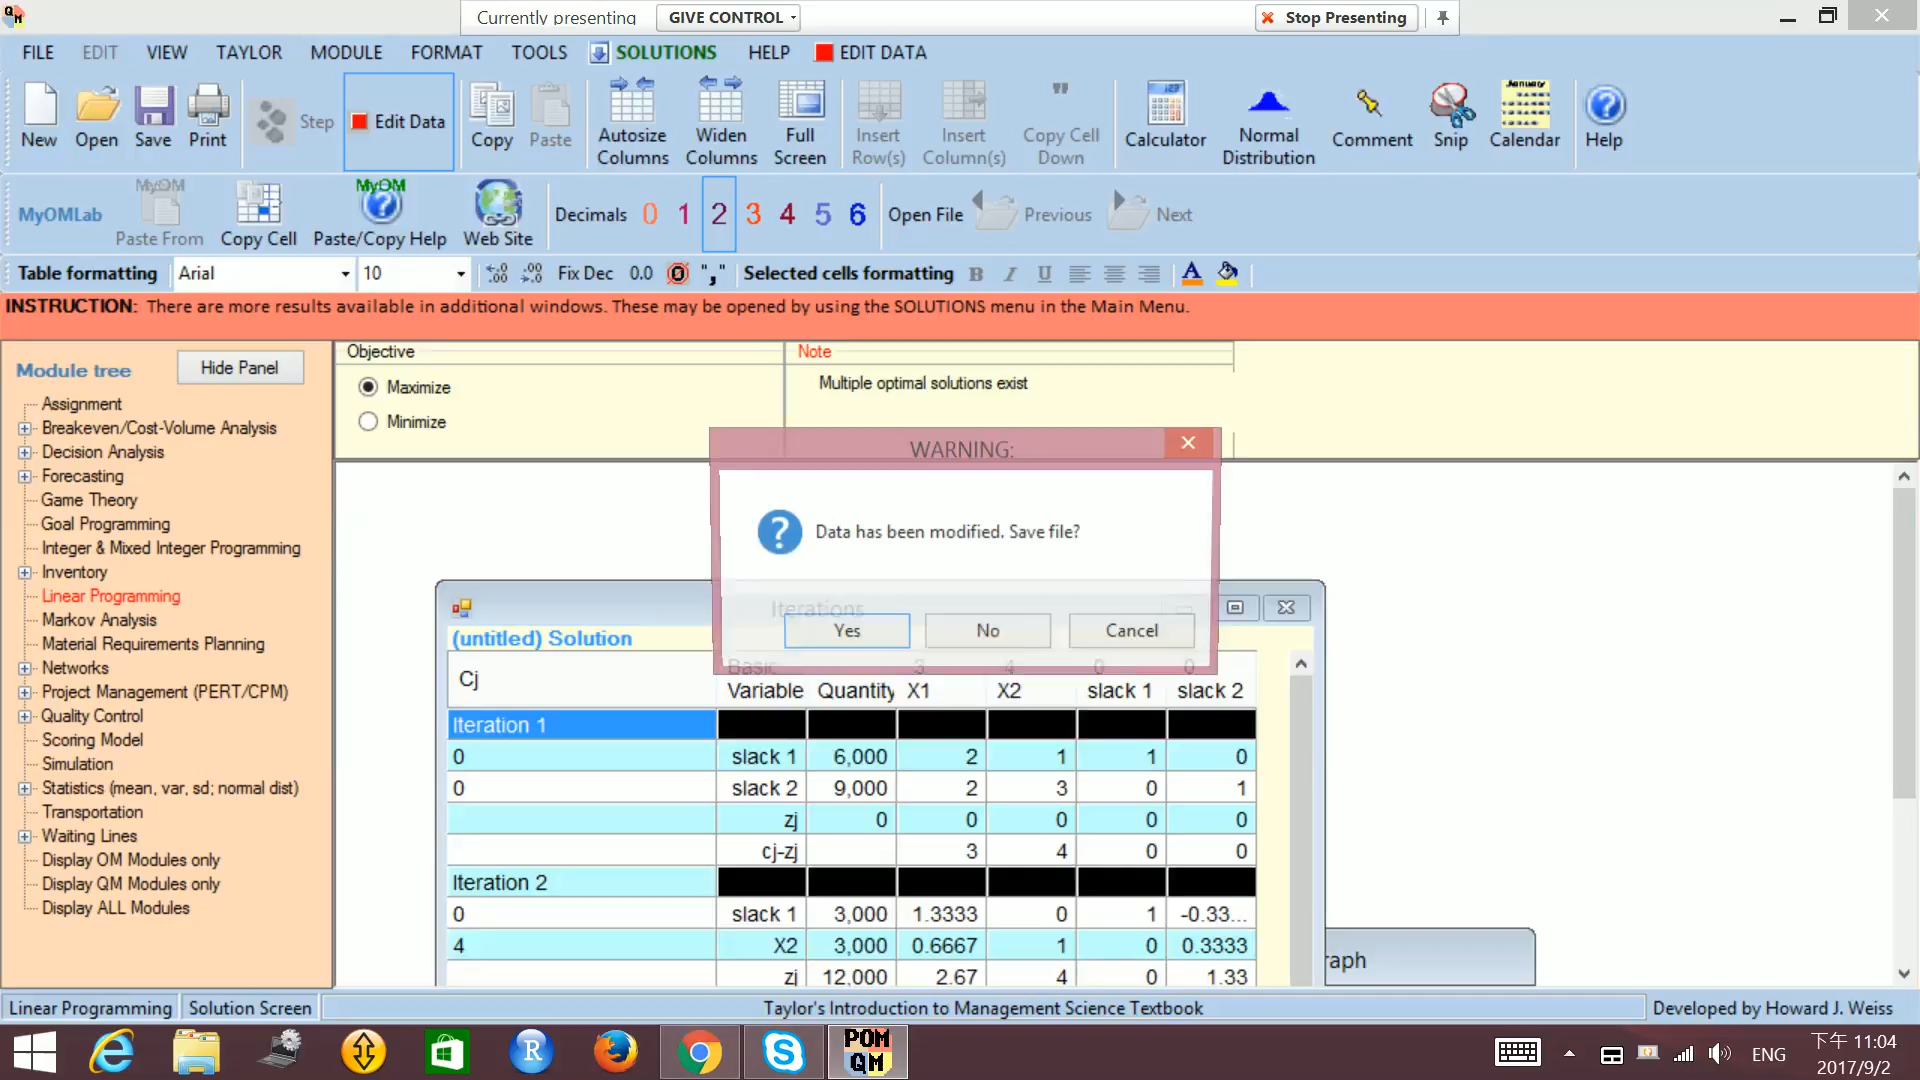 Currently presenting GIVE CONTROL Stop Presenting
FILE EDIT VIEW TAYLOR MODULE FORMAT TOOLS SOLUTIONS HELP EDIT DATA
New Open Save Print Step Edit Data Copy Paste Autosize Columns Widen Columns Full Screen Insert Row(s) Insert Column(s) Copy Cell Down Calculator Normal Distribution Comment Snip January Calendar Help
MyOMLab MyOM Paste From Copy Cell MyOM Paste/Copy Help Web Site Decimals 0 1 2 3 4 5 6 Open File Previous Next
Table formatting Arial 10 Fix Dec 0.0 "," Selected cells formatting B I U A
INSTRUCTION: There are more results available in additional windows. These may be opened by using the SOLUTIONS menu in the Main Menu.
Module tree Hide Panel
Assignment
Breakeven/Cost-Volume Analysis
Decision Analysis
Forecasting
Game Theory
Goal Programming
Integer & Mixed Integer Programming
Inventory
Linear Programming
Markov Analysis
Material Requirements Planning
Networks
Project Management (PERT/CPM)
Quality Control
Scoring Model
Simulation
Statistics (mean, var, sd; normal dist)
Transportation
Waiting Lines
Display OM Modules only
Display QM Modules only
Display ALL Modules
Objective
Maximize
Minimize
Note
Multiple optimal solutions exist
WARNING:
Data has been modified. Save file?
Yes No Cancel
Iterations
(untitled) Solution
Cj Basic Variable Quantity 3 X1 4 X2 0 slack 1 0 slack 2
Iteration 1
0 slack 1 6,000 2 1 1 0
0 slack 2 9,000 2 3 0 1
zj 0 0 0 0 0
cj-zj 3 4 0 0
Iteration 2
0 slack 1 3,000 1.3333 0 1 -0.33...
4 X2 3,000 0.6667 1 0 0.3333
zj 12,000 2.67 4 0 1.33
raph
Linear Programming Solution Screen Taylor's Introduction to Management Science Textbook Developed by Howard J. Weiss
POM QM
ENG
下午 11:04
2017/9/2